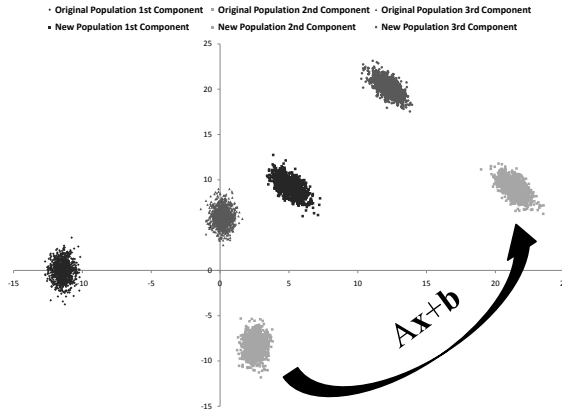 Original Population 1st Component Original Population 2nd Component Original Population 3rd Component
New Population 1st Component New Population 2nd Component New Population 3rd Component
25
20
15
10
5
0
-5
-10
-15
-15 -10 -5 0 5 10 15 20 25
Ax+b